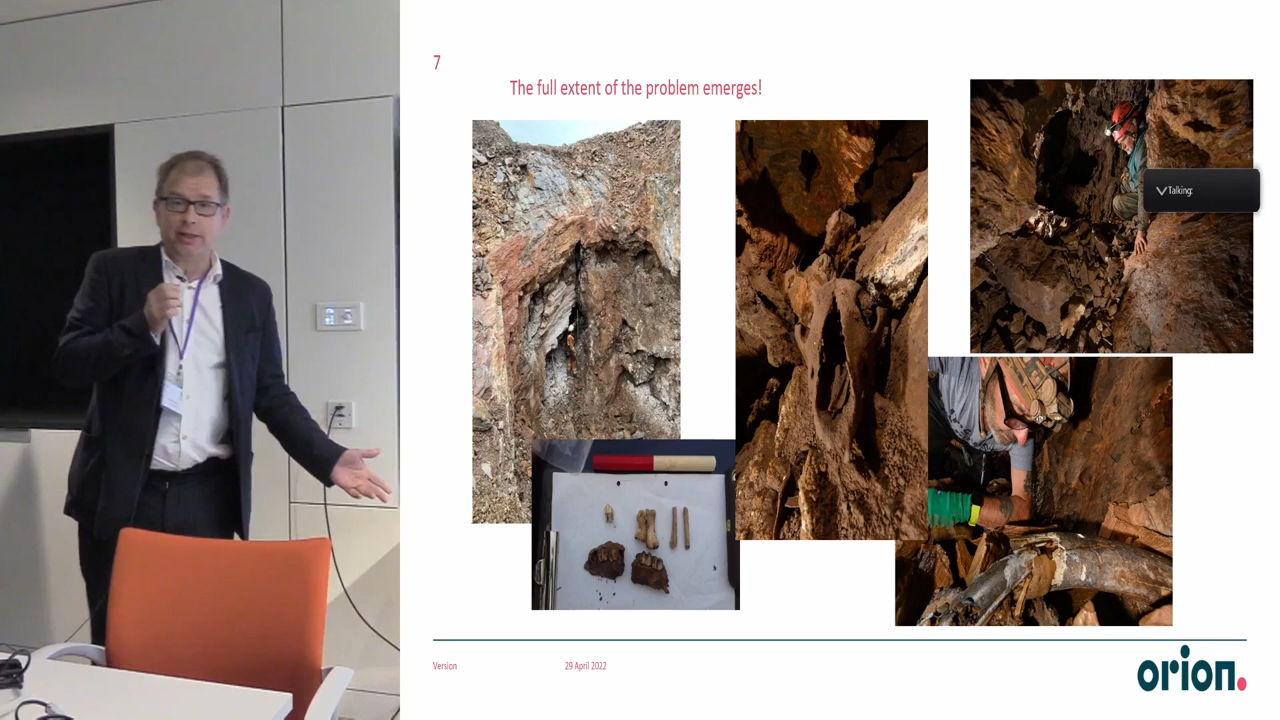 7
The full extent of the problem emerges!
Talking:
Version
29 April 2022
orion.